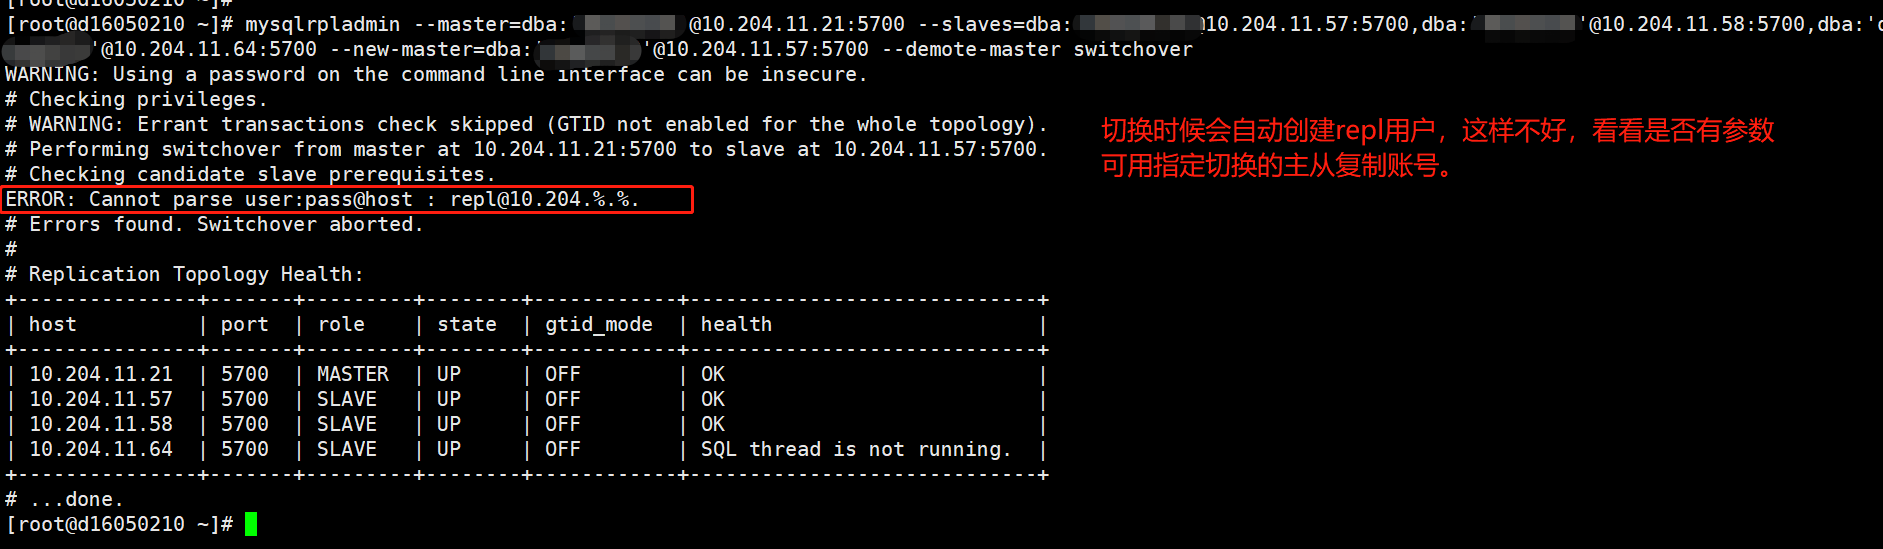 [root@d16050210 ~]#
[root@d16050210 ~]# mysqlrpladmin --master=dba:' @10.204.11.21:5700 --slaves=dba: @10.204.11.57:5700,dba:' '@10.204.11.58:5700,dba:'
'@10.204.11.64:5700 --new-master=dba:' '@10.204.11.57:5700 --demote-master switchover
WARNING: Using a password on the command line interface can be insecure.
# Checking privileges.
# WARNING: Errant transactions check skipped (GTID not enabled for the whole topology).
切换时候会自动创建repl用户，这样不好，看看是否有参数
# Performing switchover from master at 10.204.11.21:5700 to slave at 10.204.11.57:5700.
可用指定切换的主从复制账号。
# Checking candidate slave prerequisites.
ERROR: Cannot parse user:pass@host : repl@10.204.%.%.
# Errors found. Switchover aborted.
#
# Replication Topology Health:
+---------------+-------+---------+--------+------------+-----------------------------+
| host          | port  | role    | state  | gtid_mode  | health                      |
+---------------+-------+---------+--------+------------+-----------------------------+
| 10.204.11.21  | 5700  | MASTER  | UP     | OFF        | OK                          |
| 10.204.11.57  | 5700  | SLAVE   | UP     | OFF        | OK                          |
| 10.204.11.58  | 5700  | SLAVE   | UP     | OFF        | OK                          |
| 10.204.11.64  | 5700  | SLAVE   | UP     | OFF        | SQL thread is not running.  |
+---------------+-------+---------+--------+------------+-----------------------------+
# ...done.
[root@d16050210 ~]#